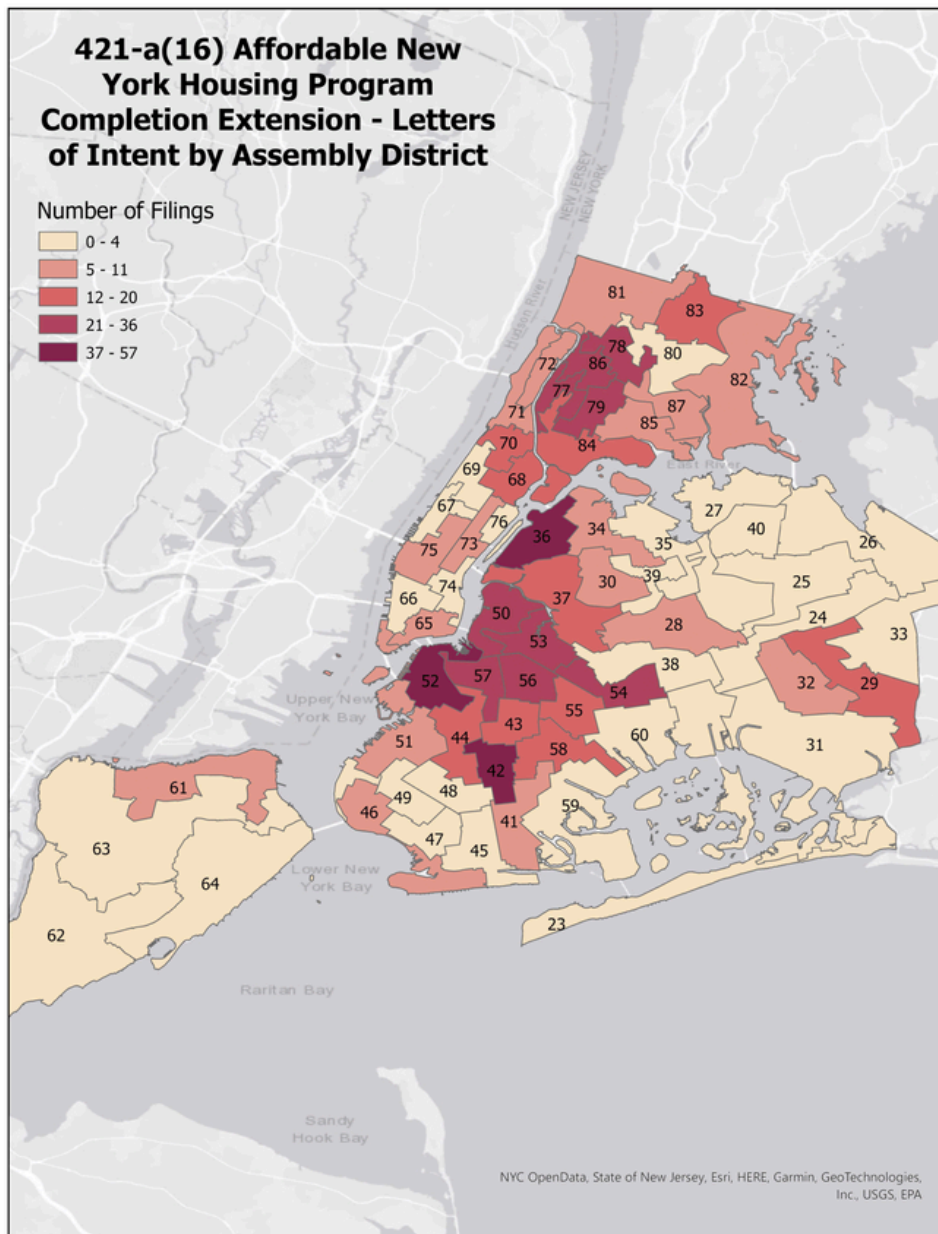 421-a(16) Affordable New
York Housing Program
Completion Extension - Letters
of Intent by Assembly District
Number of Filings
0 - 4
5 - 11
12 - 20
21 - 36
37 - 57
NEW JERSEY
NEW YORK
Hudson River
81
83
78
80
72
86
82
77
79
87
71
85
70
84
69
68
East River
67
76
27
36
34
40
26
75
73
35
39
30
25
74
37
66
24
65
50
28
33
53
38
57
56
52
54
32
29
Upper New
York Bay
55
43
44
51
58
60
31
42
48
61
49
59
46
41
47
45
63
Lower New
York Bay
64
23
62
Raritan Bay
Sandy
Hook Bay
NYC OpenData, State of New Jersey, Esri, HERE, Garmin, GeoTechnologies,
Inc., USGS, EPA